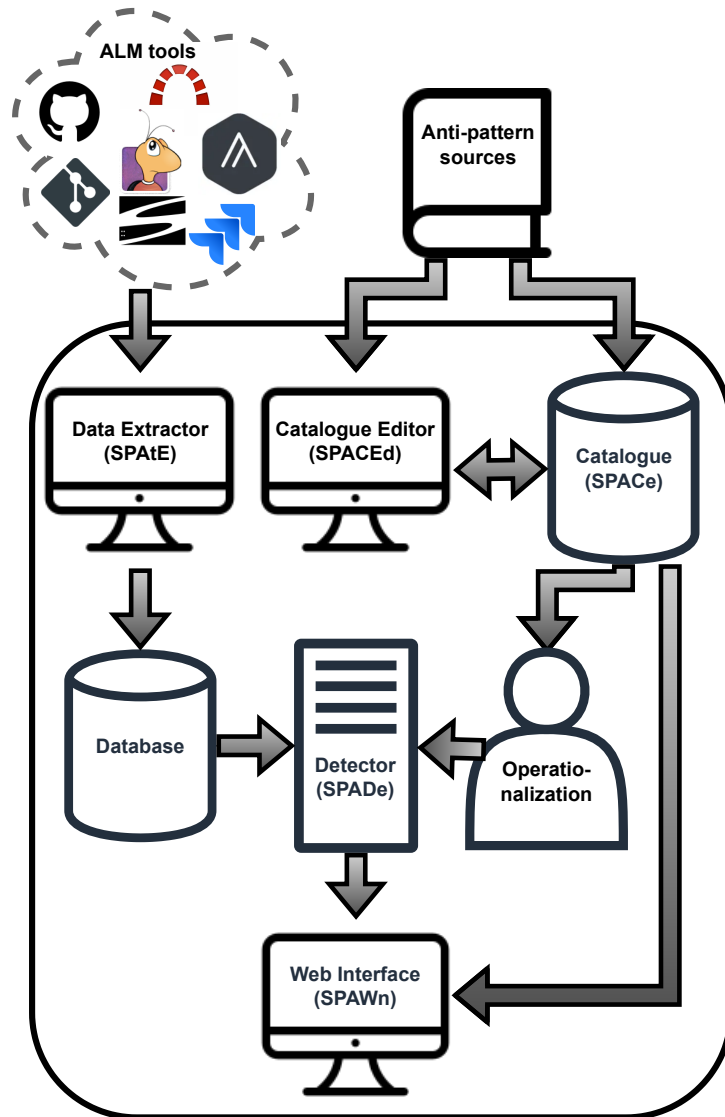 ALM tools
Anti-pattern
sources
Data Extractor
(SPAtE)
Catalogue Editor
(SPACEd)
Catalogue
(SPACe)
Database
Detector
(SPADe)
Operatio-
nalization
Web Interface
(SPAWn)